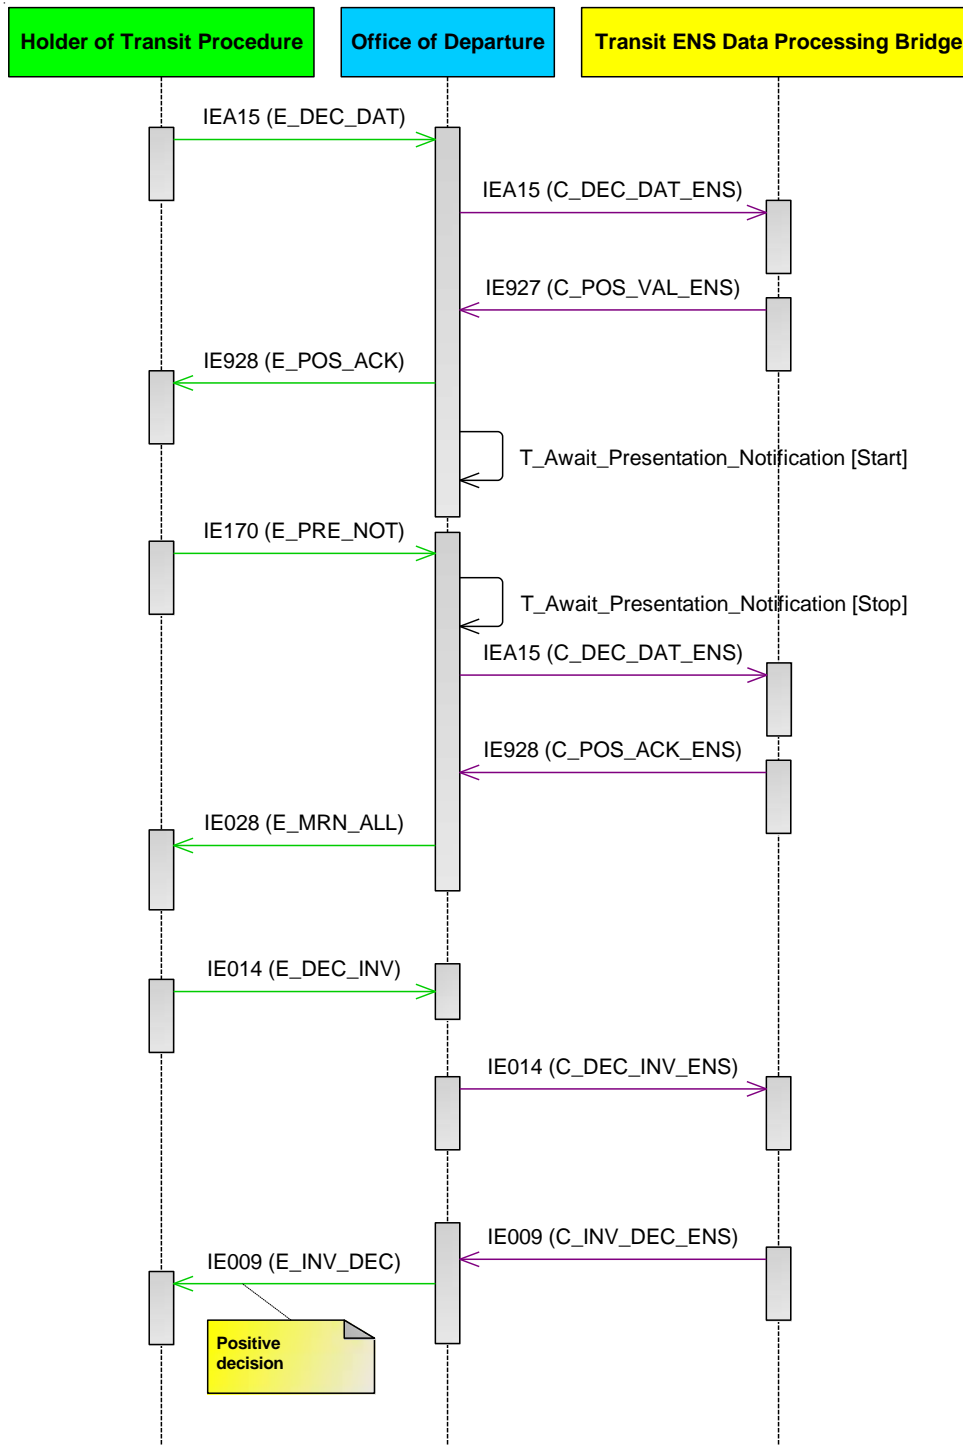 Holder of Transit Procedure
Office of Departure
Transit ENS Data Processing Bridge
IEA15 (E_DEC_DAT)
IEA15 (C_DEC_DAT_ENS)
IE927 (C_POS_VAL_ENS)
IE928 (E_POS_ACK)
T_Await_Presentation_Notification [Start]
IE170 (E_PRE_NOT)
T_Await_Presentation_Notification [Stop]
IEA15 (C_DEC_DAT_ENS)
IE928 (C_POS_ACK_ENS)
IE028 (E_MRN_ALL)
IE014 (E_DEC_INV)
IE014 (C_DEC_INV_ENS)
IE009 (C_INV_DEC_ENS)
IE009 (E_INV_DEC)
Positive
decision